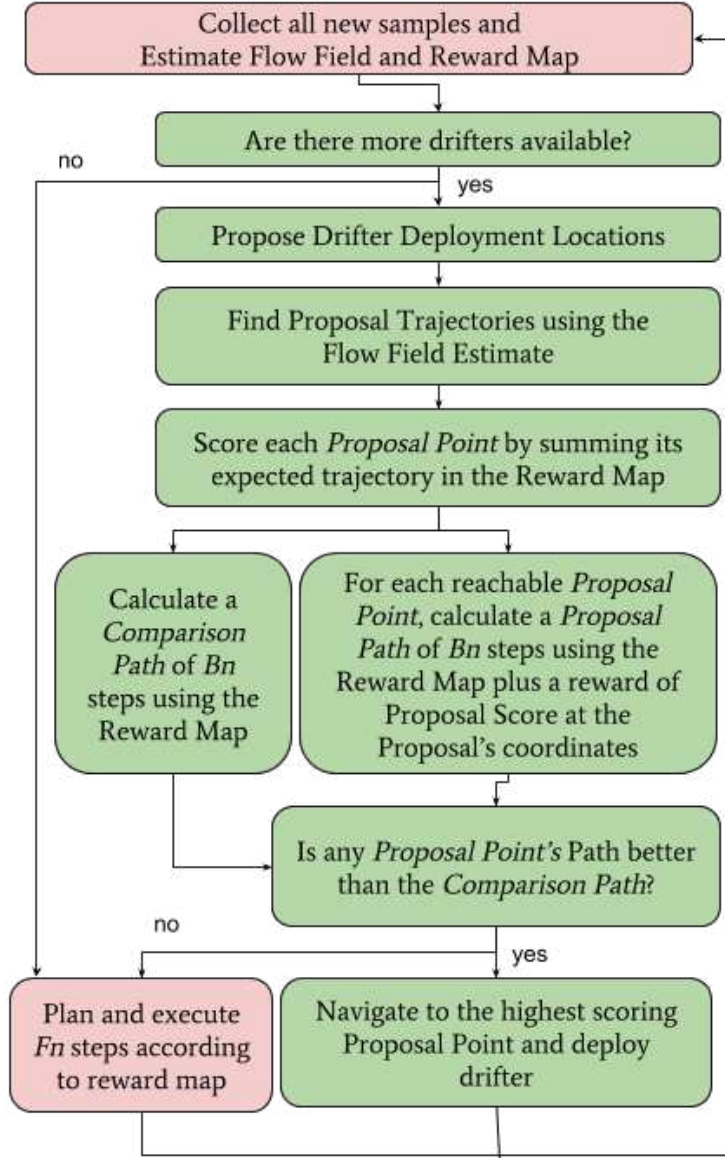 Collect all new samples and
Estimate Flow Field and Reward Map
Are there more drifters available?
no
yes
Propose Drifter Deployment Locations
Find Proposal Trajectories using the
Flow Field Estimate
Score each Proposal Point by summing its
expected trajectory in the Reward Map
Calculate a
Comparison
Path of Bn
steps using the
Reward Map
For each reachable Proposal
Point, calculate a Proposal
Path of Bn steps using the
Reward Map plus a reward of
Proposal Score at the
Proposal's coordinates
Is any Proposal Point's Path better
than the Comparison Path?
no
yes
Plan and execute
Fn steps according
to reward map
Navigate to the highest scoring
Proposal Point and deploy
drifter